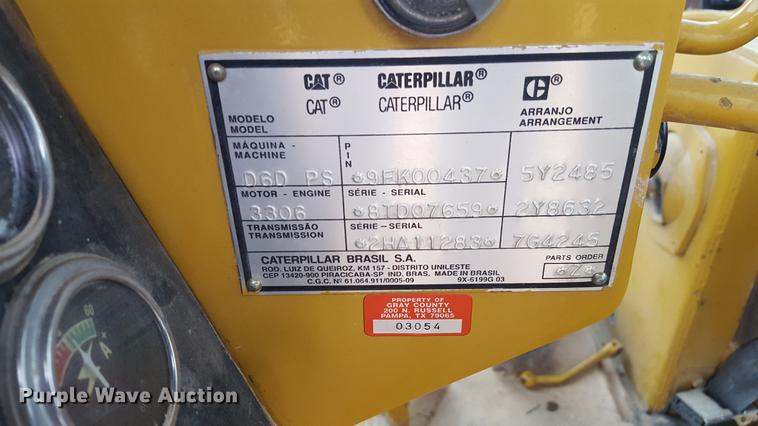 CAT® CATERPILLAR® ®
CAT® CATERPILLAR®
MODELO ARRANJO
MODEL ARRANGEMENT
MÁQUINA - PIN
MACHINE
D6D PS *9FK00437* 5Y2485
MOTOR - ENGINE SÉRIE - SERIAL
3306 *8TD07659* 2Y8632
TRANSMISSÃO SÉRIE - SERIAL
TRANSMISSION
*2HA11283* 7G4245
CATERPILLAR BRASIL S.A. PARTS ORDER
ROD. LUIZ DE QUEIROZ, KM 157 - DISTRITO UNILESTE
CEP 13420-900 PIRACICABA-SP IND. BRAS. MADE IN BRASIL *Z*
C.G.C. Nº 61.064.911/0005-09 9X-6199G 03
PROPERTY OF
GRAY COUNTY
200 N. RUSSELL
PAMPA, TX 79065
03054
60
A
Purple Wave Auction